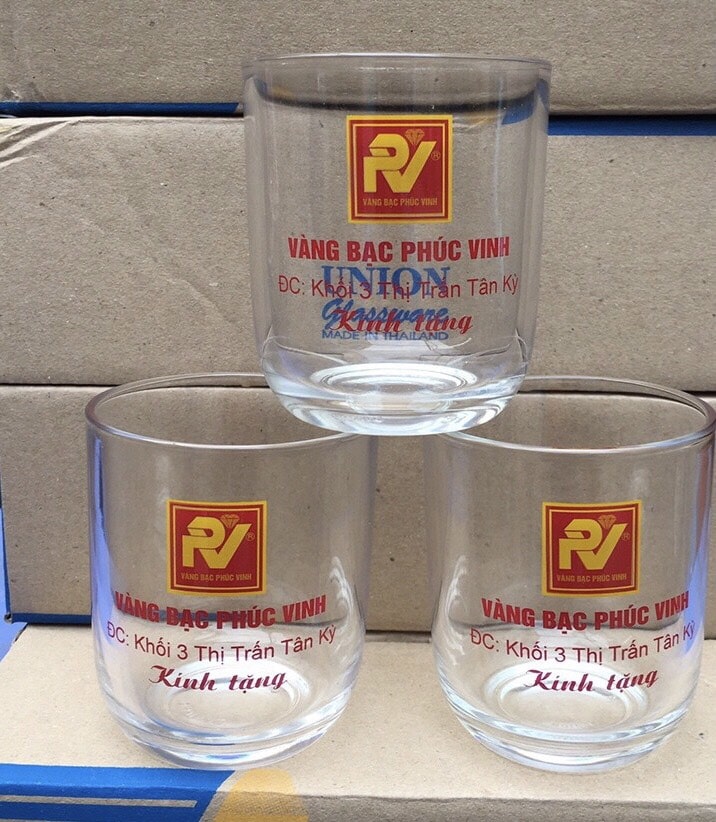 PV
®
VÀNG BẠC PHÚC VINH
VÀNG BẠC PHÚC VINH
ĐC: Khối 3 Thị Trấn Tân Kỳ
Kính tặng
UNION
Glassware
MADE IN THAILAND
PV
®
VÀNG BẠC PHÚC VINH
VÀNG BẠC PHÚC VINH
ĐC: Khối 3 Thị Trấn Tân Kỳ
Kính tặng
PV
®
VÀNG BẠC PHÚC VINH
VÀNG BẠC PHÚC VINH
ĐC: Khối 3 Thị Trấn Tân Kỳ
Kính tặng